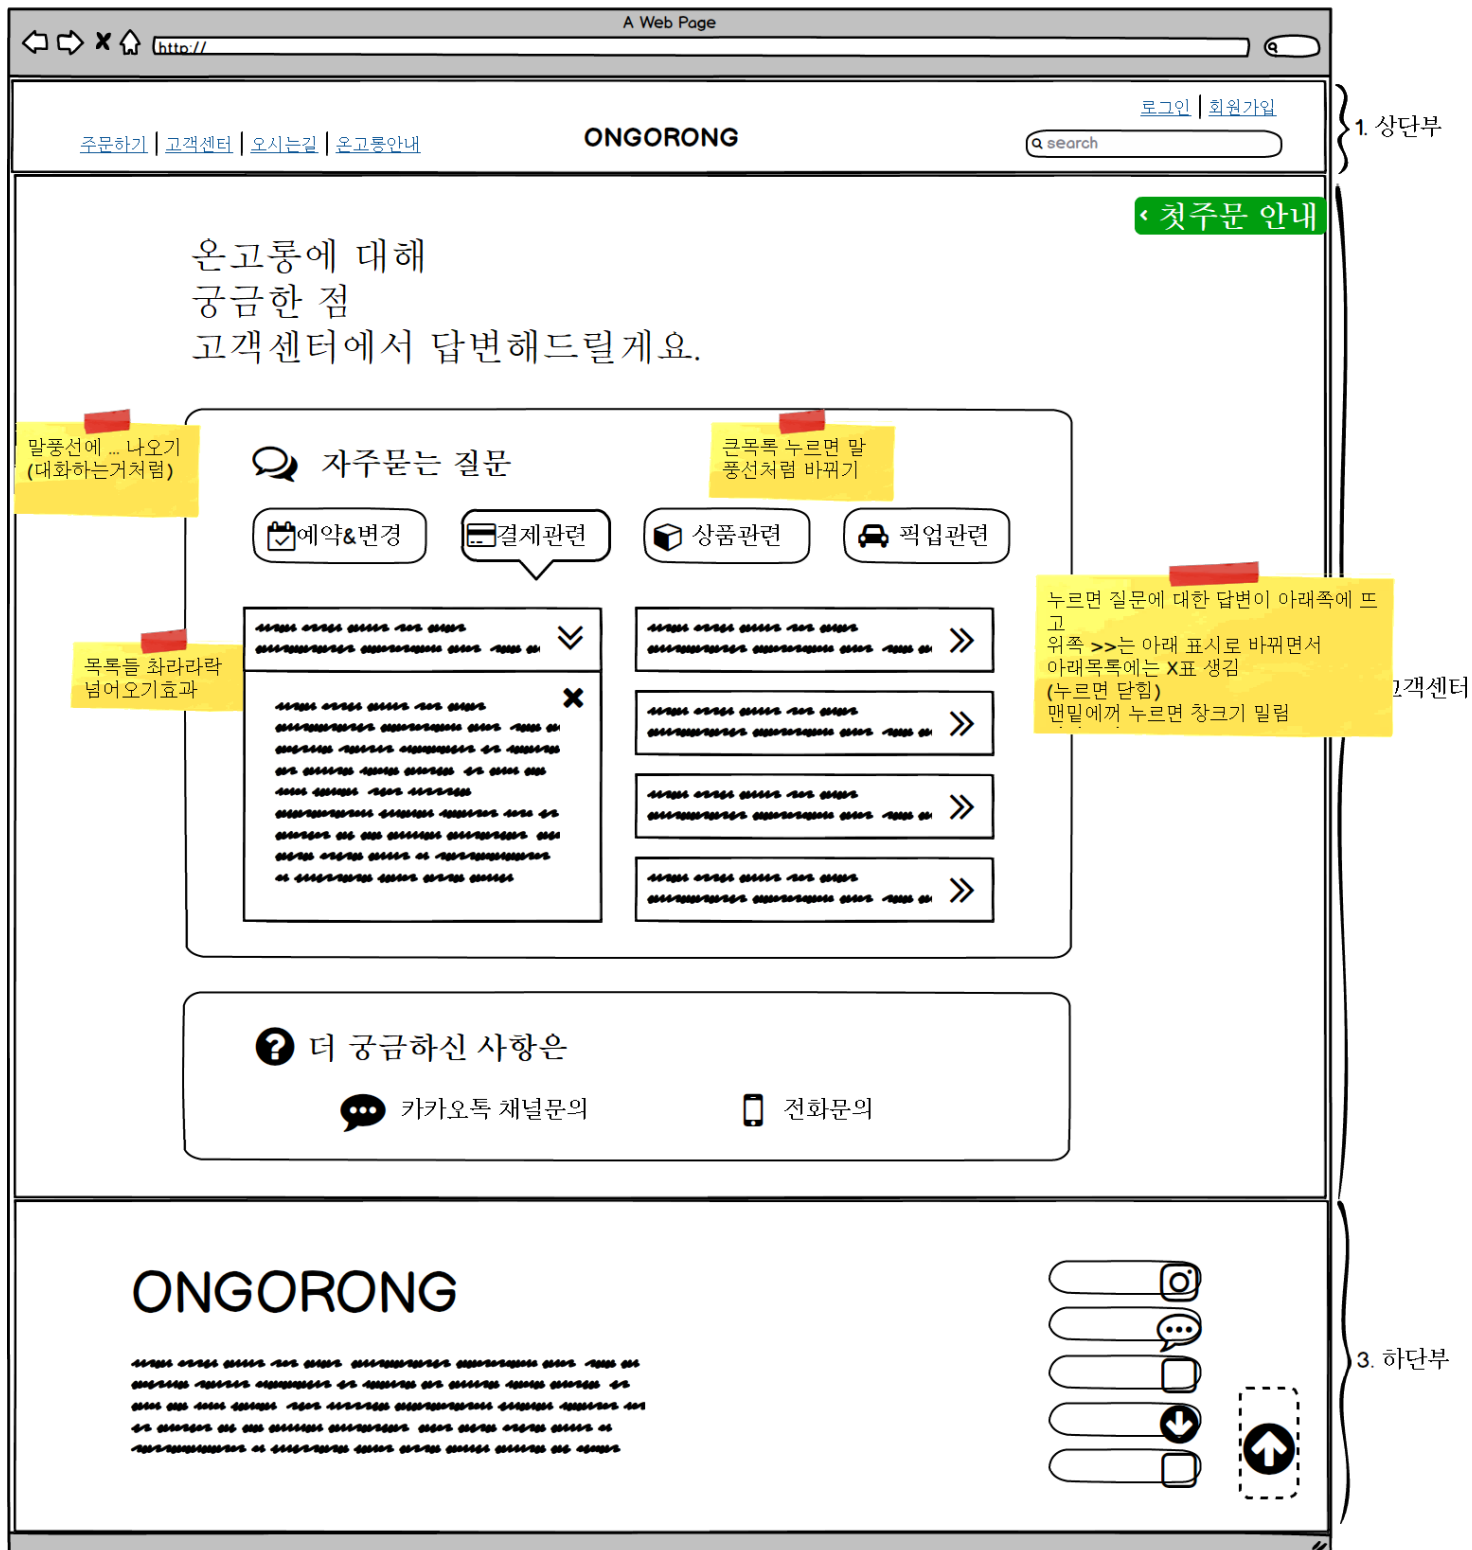 A Web Page
http://
로그인 | 회원가입
주문하기 | 고객센터 | 오시는길 | 온고롱안내
ONGORONG
search
1. 상단부
첫주문 안내
온고롱에 대해
궁금한 점
고객센터에서 답변해드릴게요.
말풍선에 ... 나오기
(대화하는거처럼)
자주묻는 질문
큰목록 누르면 말
풍선처럼 바뀌기
예약&변경
결제관련
상품관련
픽업관련
누르면 질문에 대한 답변이 아래쪽에 뜨
고
위쪽 >>는 아래 표시로 바뀌면서
아래목록에는 X표 생김
(누르면 닫힘)
맨밑에꺼 누르면 창크기 밀림
목록들 촤라라락
넘어오기효과
고객센터
더 궁금하신 사항은
카카오톡 채널문의
전화문의
ONGORONG
3. 하단부